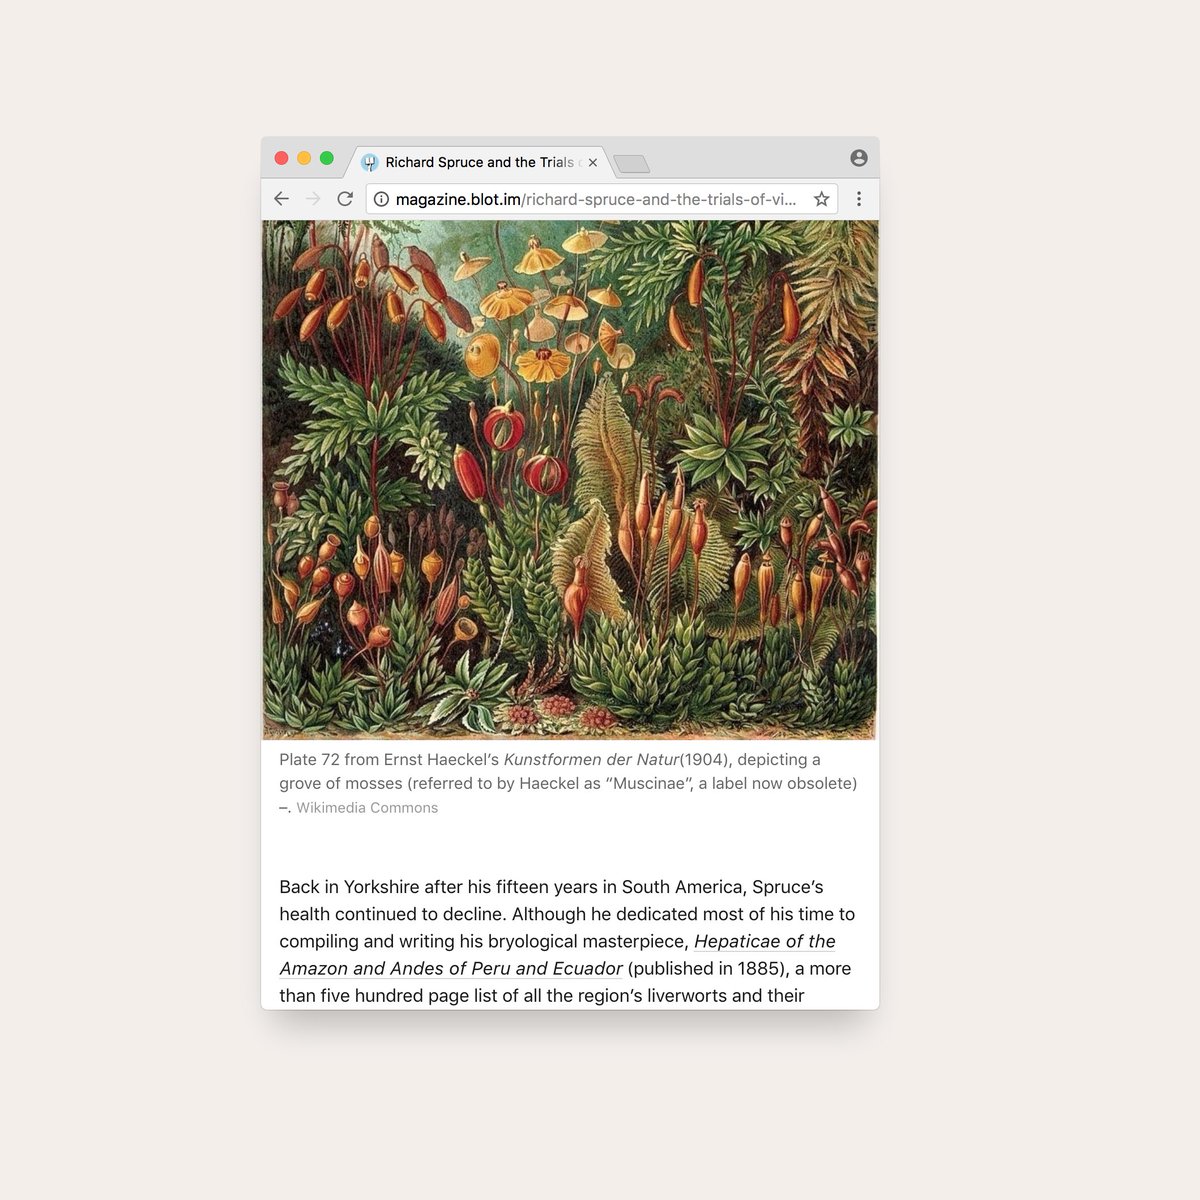 Richard Spruce and the Trials
magazine.blot.im/richard-spruce-and-the-trials-of-vi...
Plate 72 from Ernst Haeckel’s Kunstformen der Natur(1904), depicting a
grove of mosses (referred to by Haeckel as “Muscinae”, a label now obsolete)
–. Wikimedia Commons
Back in Yorkshire after his fifteen years in South America, Spruce’s
health continued to decline. Although he dedicated most of his time to
compiling and writing his bryological masterpiece, Hepaticae of the
Amazon and Andes of Peru and Ecuador (published in 1885), a more
than five hundred page list of all the region’s liverworts and their